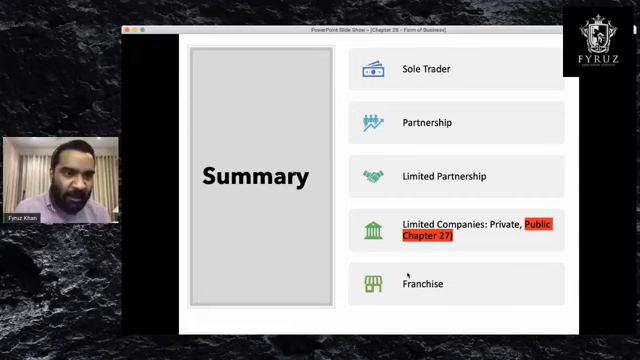 PowerPoint Slide Show - [Chapter 26 - Form of Business]
FYRUZ
Sole Trader
Partnership
Summary
Limited Partnership
Limited Companies: Private, Public
Chapter 27)
Franchise
Fyruz Khan